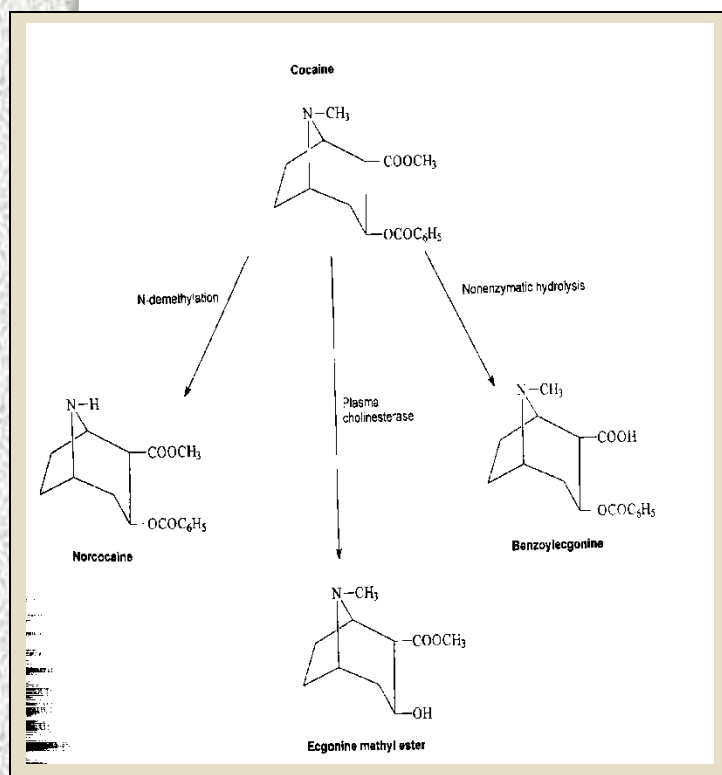 Cocaine
N-CH₃
COOCH₃
OCOC₆H₅
N-demethylation
Nonenzymatic hydrolysis
Plasma
cholinesterase
N-H
COOCH₃
OCOC₆H₅
Norcocaine
N-CH₃
COOH
OCOC₆H₅
Benzoylecgonine
N-CH₃
COOCH₃
OH
Ecgonine methyl ester